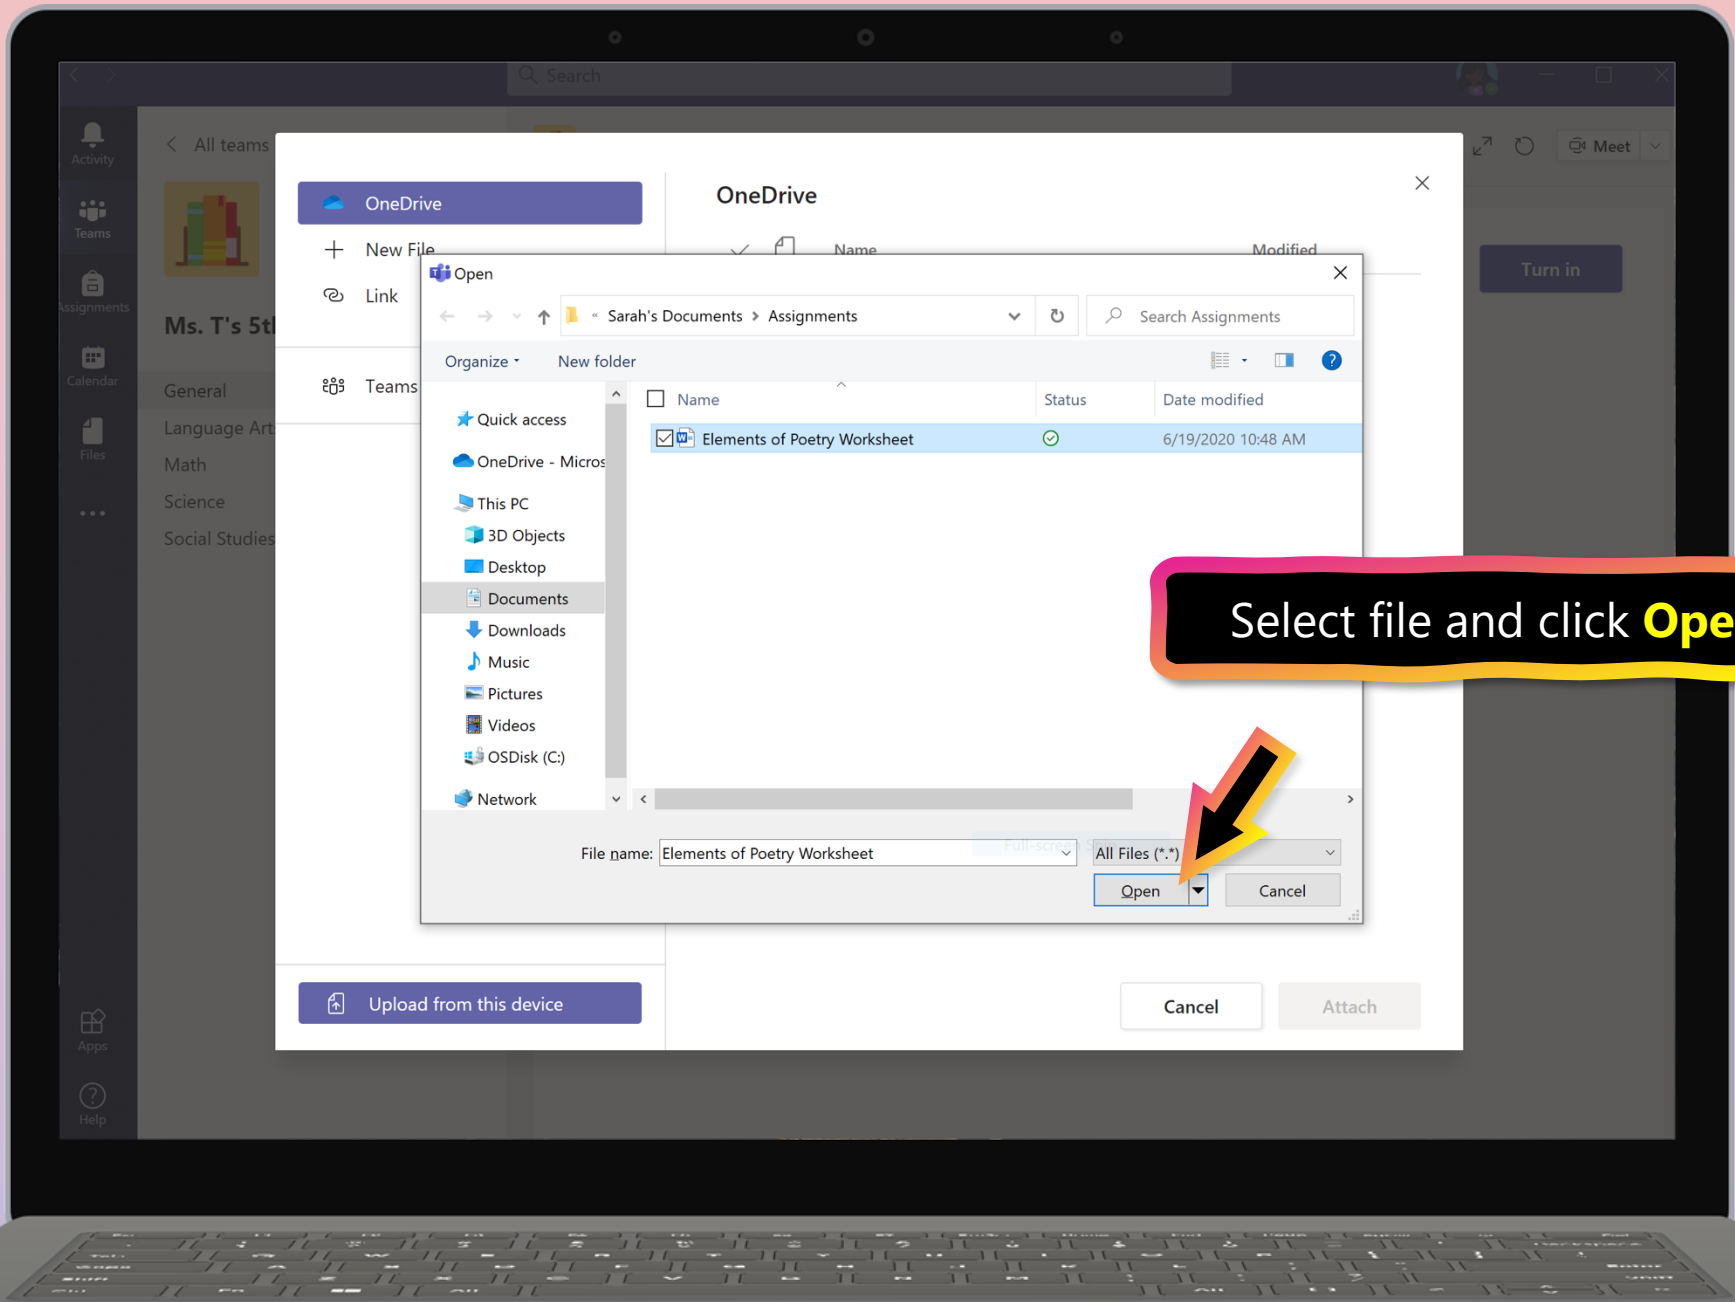 Search
Activity
All teams
Meet
OneDrive
OneDrive
Teams
New File
Name
Modified
Turn in
Open
Link
Assignments
Sarah's Documents > Assignments
Search Assignments
Ms. T's 5th
Organize
New folder
Calendar
General
Teams
Name
Status
Date modified
Language Art
Quick access
Elements of Poetry Worksheet
6/19/2020 10:48 AM
Files
Math
OneDrive - Micros
Science
This PC
Social Studies
3D Objects
Desktop
Documents
Select file and click Ope
Downloads
Music
Pictures
Videos
OSDisk (C:)
Network
Full-screen
File name:
Elements of Poetry Worksheet
All Files (*.*)
Open
Cancel
Upload from this device
Cancel
Attach
Apps
Help